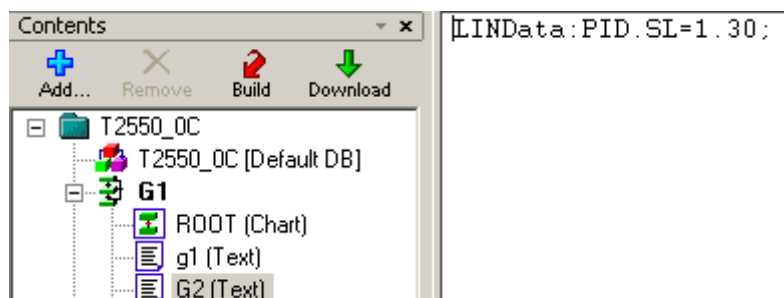 Contents
Add... Remove Build Download
T2550_0C
T2550_0C [Default DB]
G1
ROOT (Chart)
g1 (Text)
G2 (Text)
LINData:PID.SL=1.30;